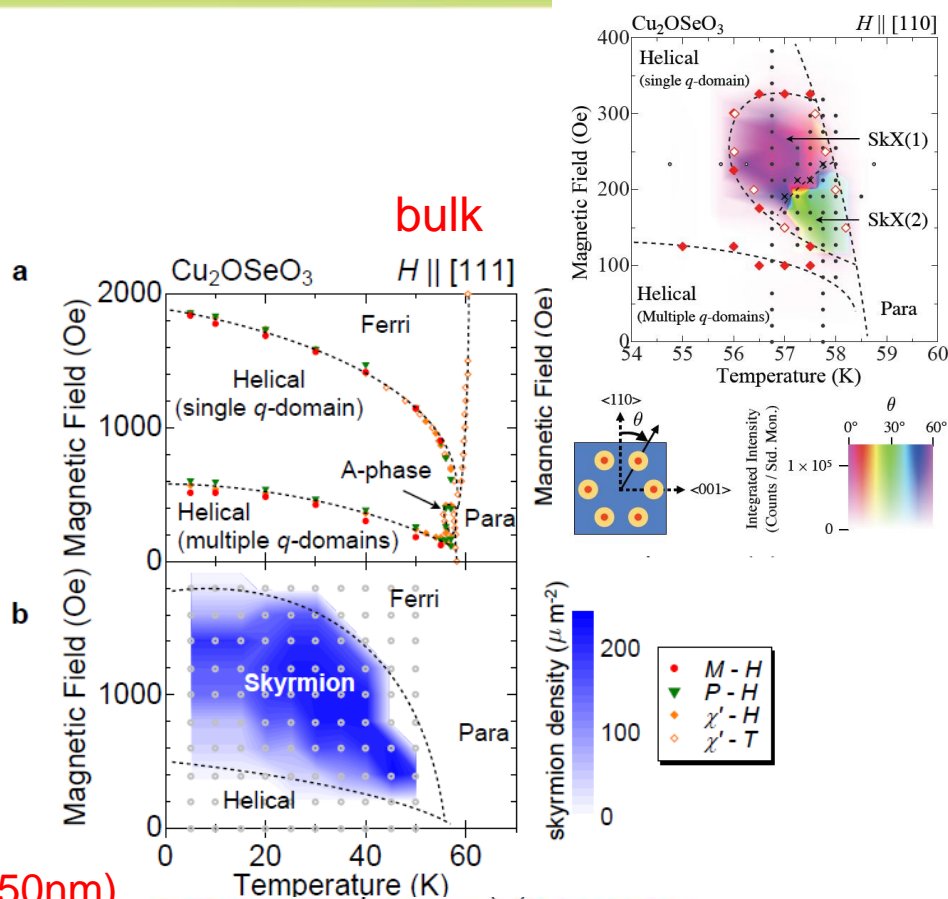 bulk
a
Cu₂OSeO₃ H || [111]
2000
1000
0
Magnetic Field (Oe)
Ferri
Helical
(single q-domain)
A-phase
Para
Helical
(multiple q-domains)
b
Magnetic Field (Oe)
1000
0
Ferri
Skyrmion
Para
Helical
0 20 40 60
Temperature (K)
50nm)
skyrmion density (μ m⁻²)
200
100
0
M - H
P - H
χ' - H
χ' - T
Magnetic Field (Oe)
Cu₂OSeO₃ H || [110]
400
300
200
100
0
Magnetic Field (Oe)
Helical
(single q-domain)
SkX(1)
SkX(2)
Helical
(Multiple q-domains)
Para
54 55 56 57 58 59 60
Temperature (K)
<110>
θ
<001>
Integrated Intensity
(Counts / Std. Mon.)
θ
0° 30° 60°
1 × 10⁵
0